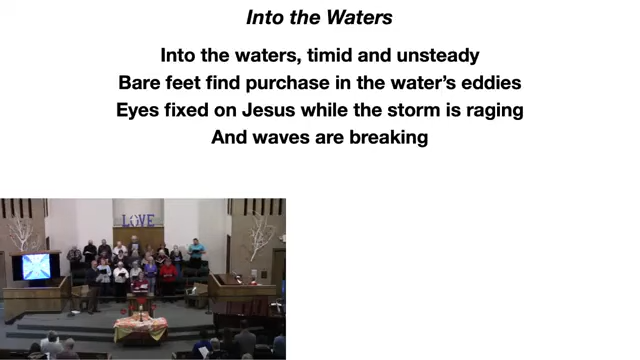 Into the Waters
Into the waters, timid and unsteady
Bare feet find purchase in the water’s eddies
Eyes fixed on Jesus while the storm is raging
And waves are breaking
LOVE